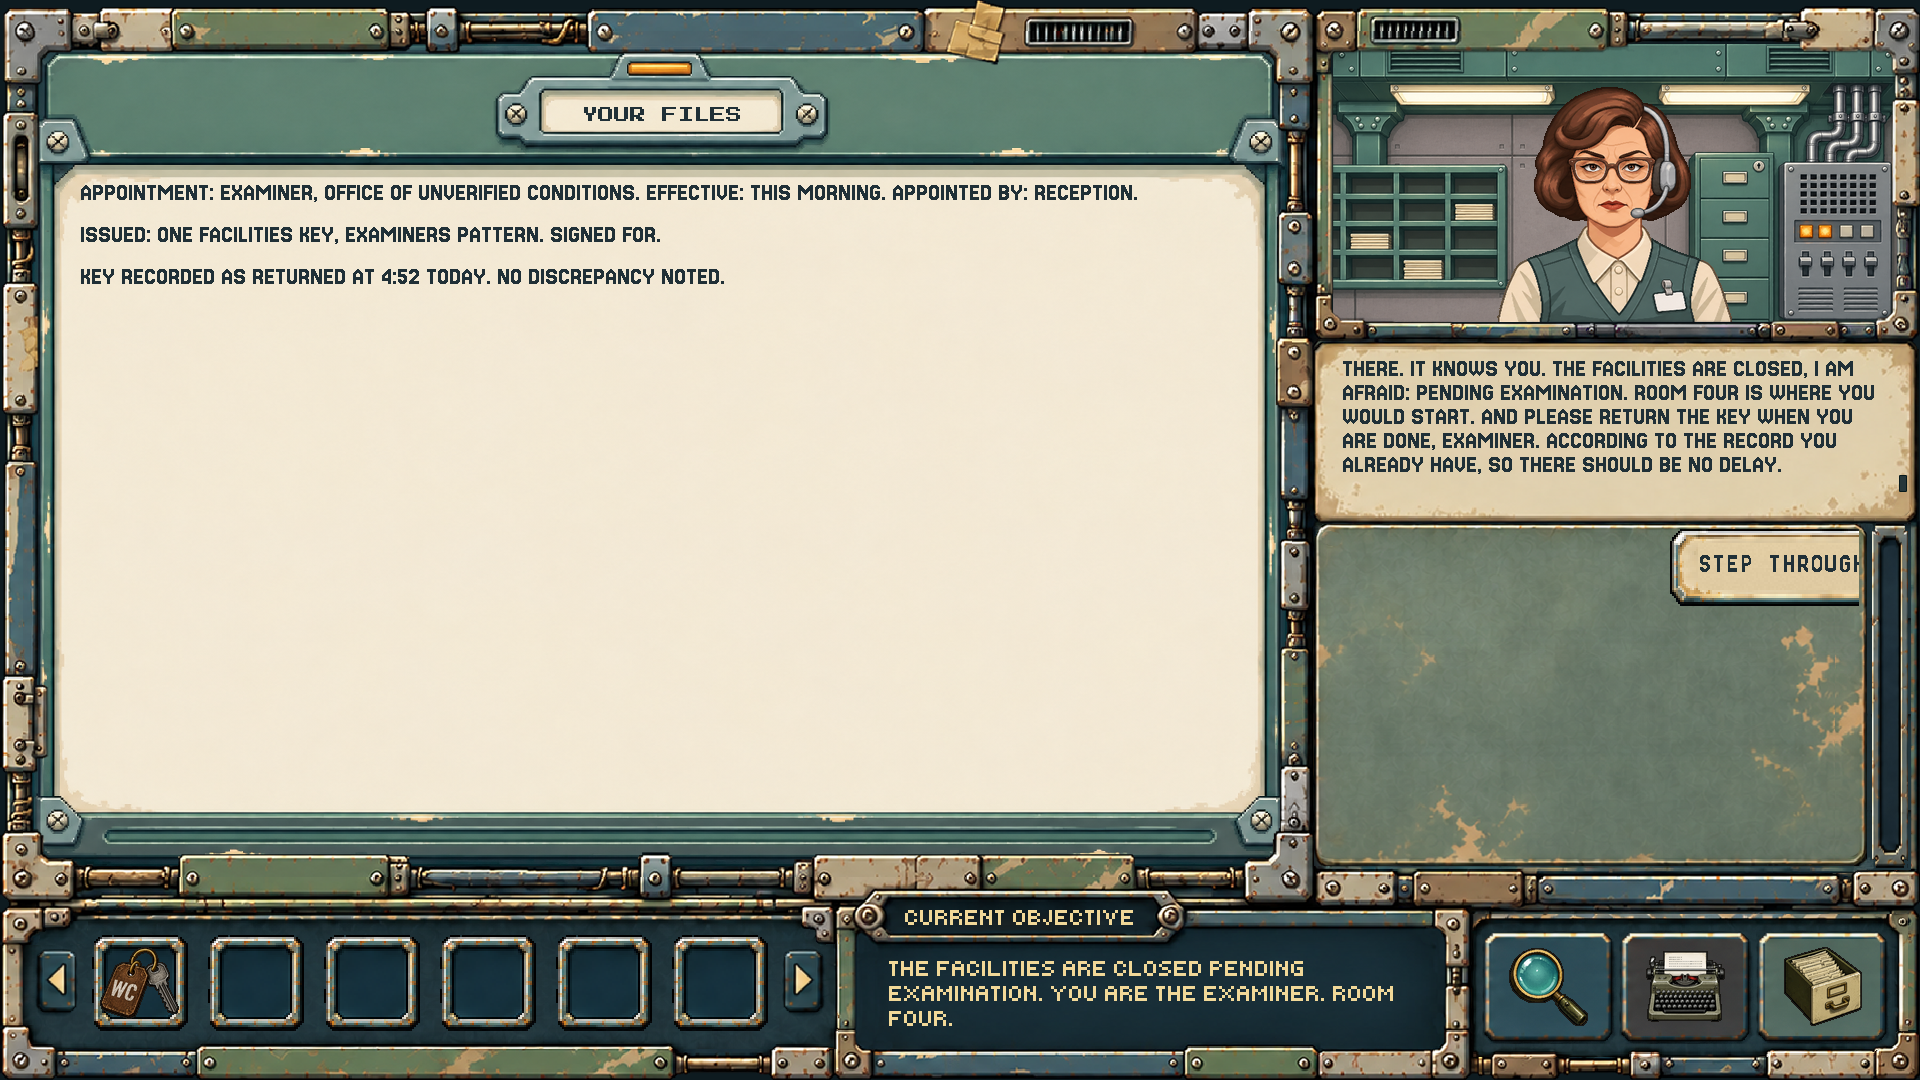 YOUR FILES
APPOINTMENT: EXAMINER, OFFICE OF UNVERIFIED CONDITIONS. EFFECTIVE: THIS MORNING. APPOINTED BY: RECEPTION.
ISSUED: ONE FACILITIES KEY, EXAMINERS PATTERN. SIGNED FOR.
KEY RECORDED AS RETURNED AT 4:52 TODAY. NO DISCREPANCY NOTED.
THERE. IT KNOWS YOU. THE FACILITIES ARE CLOSED, I AM
AFRAID: PENDING EXAMINATION. ROOM FOUR IS WHERE YOU
WOULD START. AND PLEASE RETURN THE KEY WHEN YOU
ARE DONE, EXAMINER. ACCORDING TO THE RECORD YOU
ALREADY HAVE, SO THERE SHOULD BE NO DELAY.
STEP THROUGH
WC
CURRENT OBJECTIVE
THE FACILITIES ARE CLOSED PENDING
EXAMINATION. YOU ARE THE EXAMINER. ROOM
FOUR.